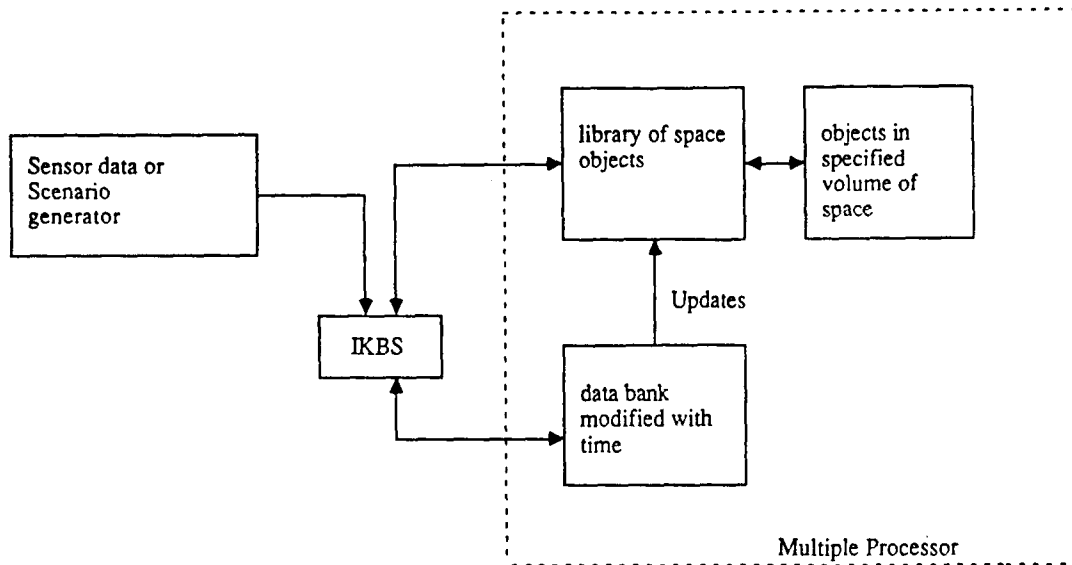 Sensor data or
Scenario
generator
library of space
objects
objects in
specified
volume of
space
Updates
IKBS
data bank
modified with
time
Multiple Processor